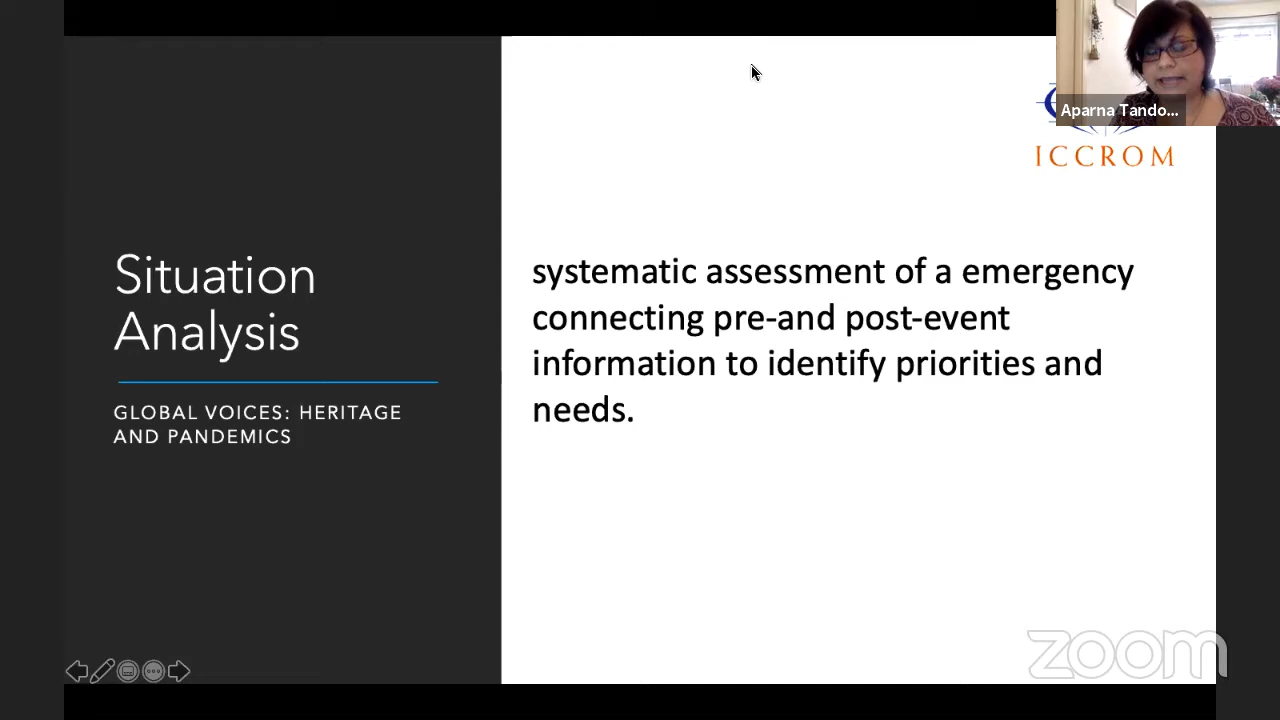 Aparna Tando...
ICCROM
Situation
Analysis
GLOBAL VOICES: HERITAGE
AND PANDEMICS
systematic assessment of a emergency
connecting pre-and post-event
information to identify priorities and
needs.
zoom